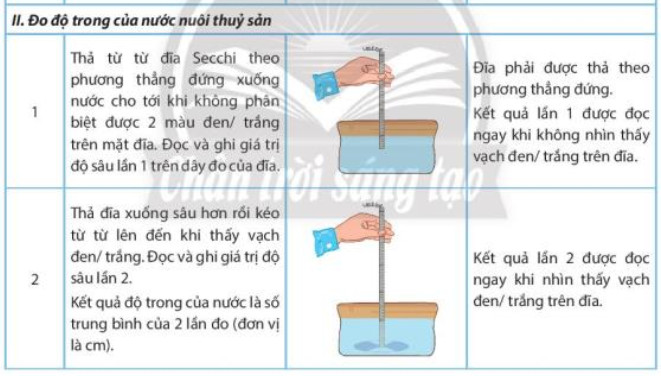 II. Đo độ trong của nước nuôi thuỷ sản
1
Thả từ từ đĩa Secchi theo
phương thẳng đứng xuống
nước cho tới khi không phân
biệt được 2 màu đen/ trắng
trên mặt đĩa. Đọc và ghi giá trị
độ sâu lần 1 trên dây đo của đĩa.
Đĩa phải được thả theo
phương thẳng đứng.
Kết quả lần 1 được đọc
ngay khi không nhìn thấy
vạch đen/ trắng trên đĩa.
Chân trời sáng tạo
2
Thả đĩa xuống sâu hơn rồi kéo
từ từ lên đến khi thấy vạch
đen/ trắng. Đọc và ghi giá trị độ
sâu lần 2.
Kết quả độ trong của nước là số
trung bình của 2 lần đo (đơn vị
là cm).
Kết quả lần 2 được đọc
ngay khi nhìn thấy vạch
đen/ trắng trên đĩa.